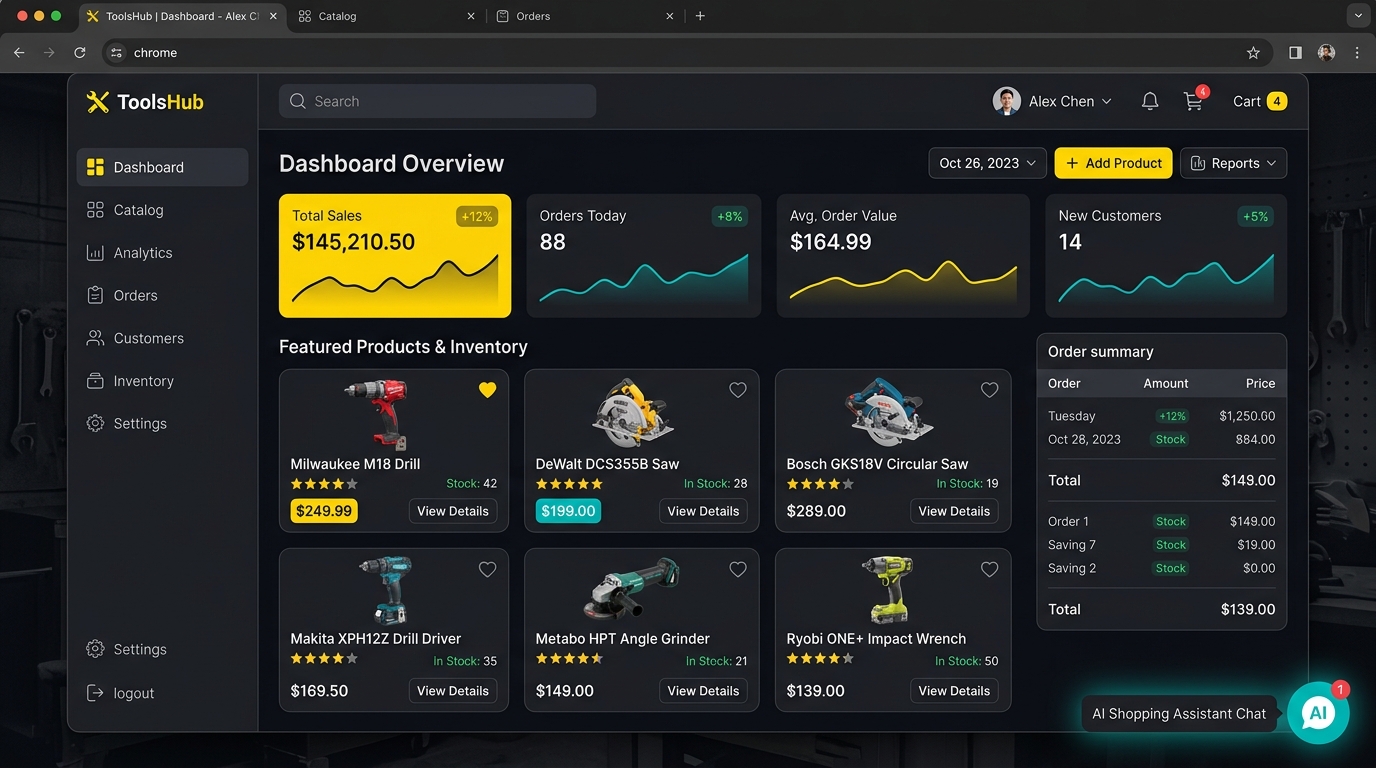 ToolsHub | Dashboard - Alex C
Catalog
Orders
chrome
ToolsHub
Search
Alex Chen
4
Cart 4
Dashboard
Catalog
Analytics
Orders
Customers
Inventory
Settings
Settings
logout
Dashboard Overview
Oct 26, 2023
+ Add Product
Reports
Total Sales +12%
$145,210.50
Orders Today +8%
88
Avg. Order Value
$164.99
New Customers +5%
14
Featured Products & Inventory
Milwaukee M18 Drill
Stock: 42
$249.99 View Details
DeWalt DCS355B Saw
In Stock: 28
$199.00 View Details
Bosch GKS18V Circular Saw
In Stock: 19
$289.00 View Details
Makita XPH12Z Drill Driver
In Stock: 35
$169.50 View Details
Metabo HPT Angle Grinder
In Stock: 21
$149.00 View Details
Ryobi ONE+ Impact Wrench
In Stock: 50
$139.00 View Details
Order summary
Order Amount Price
Tuesday +12% $1,250.00
Oct 28, 2023 Stock 884.00
Total $149.00
Order 1 Stock $149.00
Saving 7 Stock $19.00
Saving 2 Stock $0.00
Total $139.00
AI Shopping Assistant Chat
AI
1